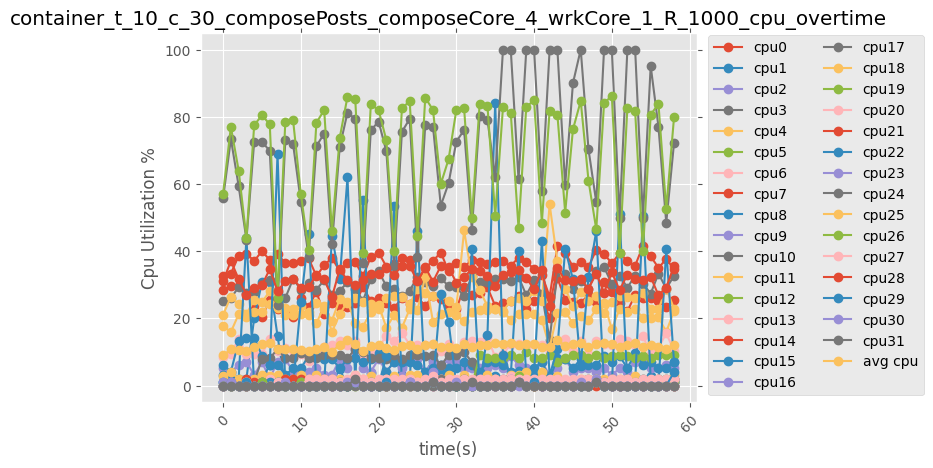 container_t_10_c_30_composePosts_composeCore_4_wrkCore_1_R_1000_cpu_overtime
Cpu Utilization %
100
80
60
40
20
0
0
10
20
30
40
50
60
time(s)
cpu0
cpu1
cpu2
cpu3
cpu4
cpu5
cpu6
cpu7
cpu8
cpu9
cpu10
cpu11
cpu12
cpu13
cpu14
cpu15
cpu16
cpu17
cpu18
cpu19
cpu20
cpu21
cpu22
cpu23
cpu24
cpu25
cpu26
cpu27
cpu28
cpu29
cpu30
cpu31
avg cpu